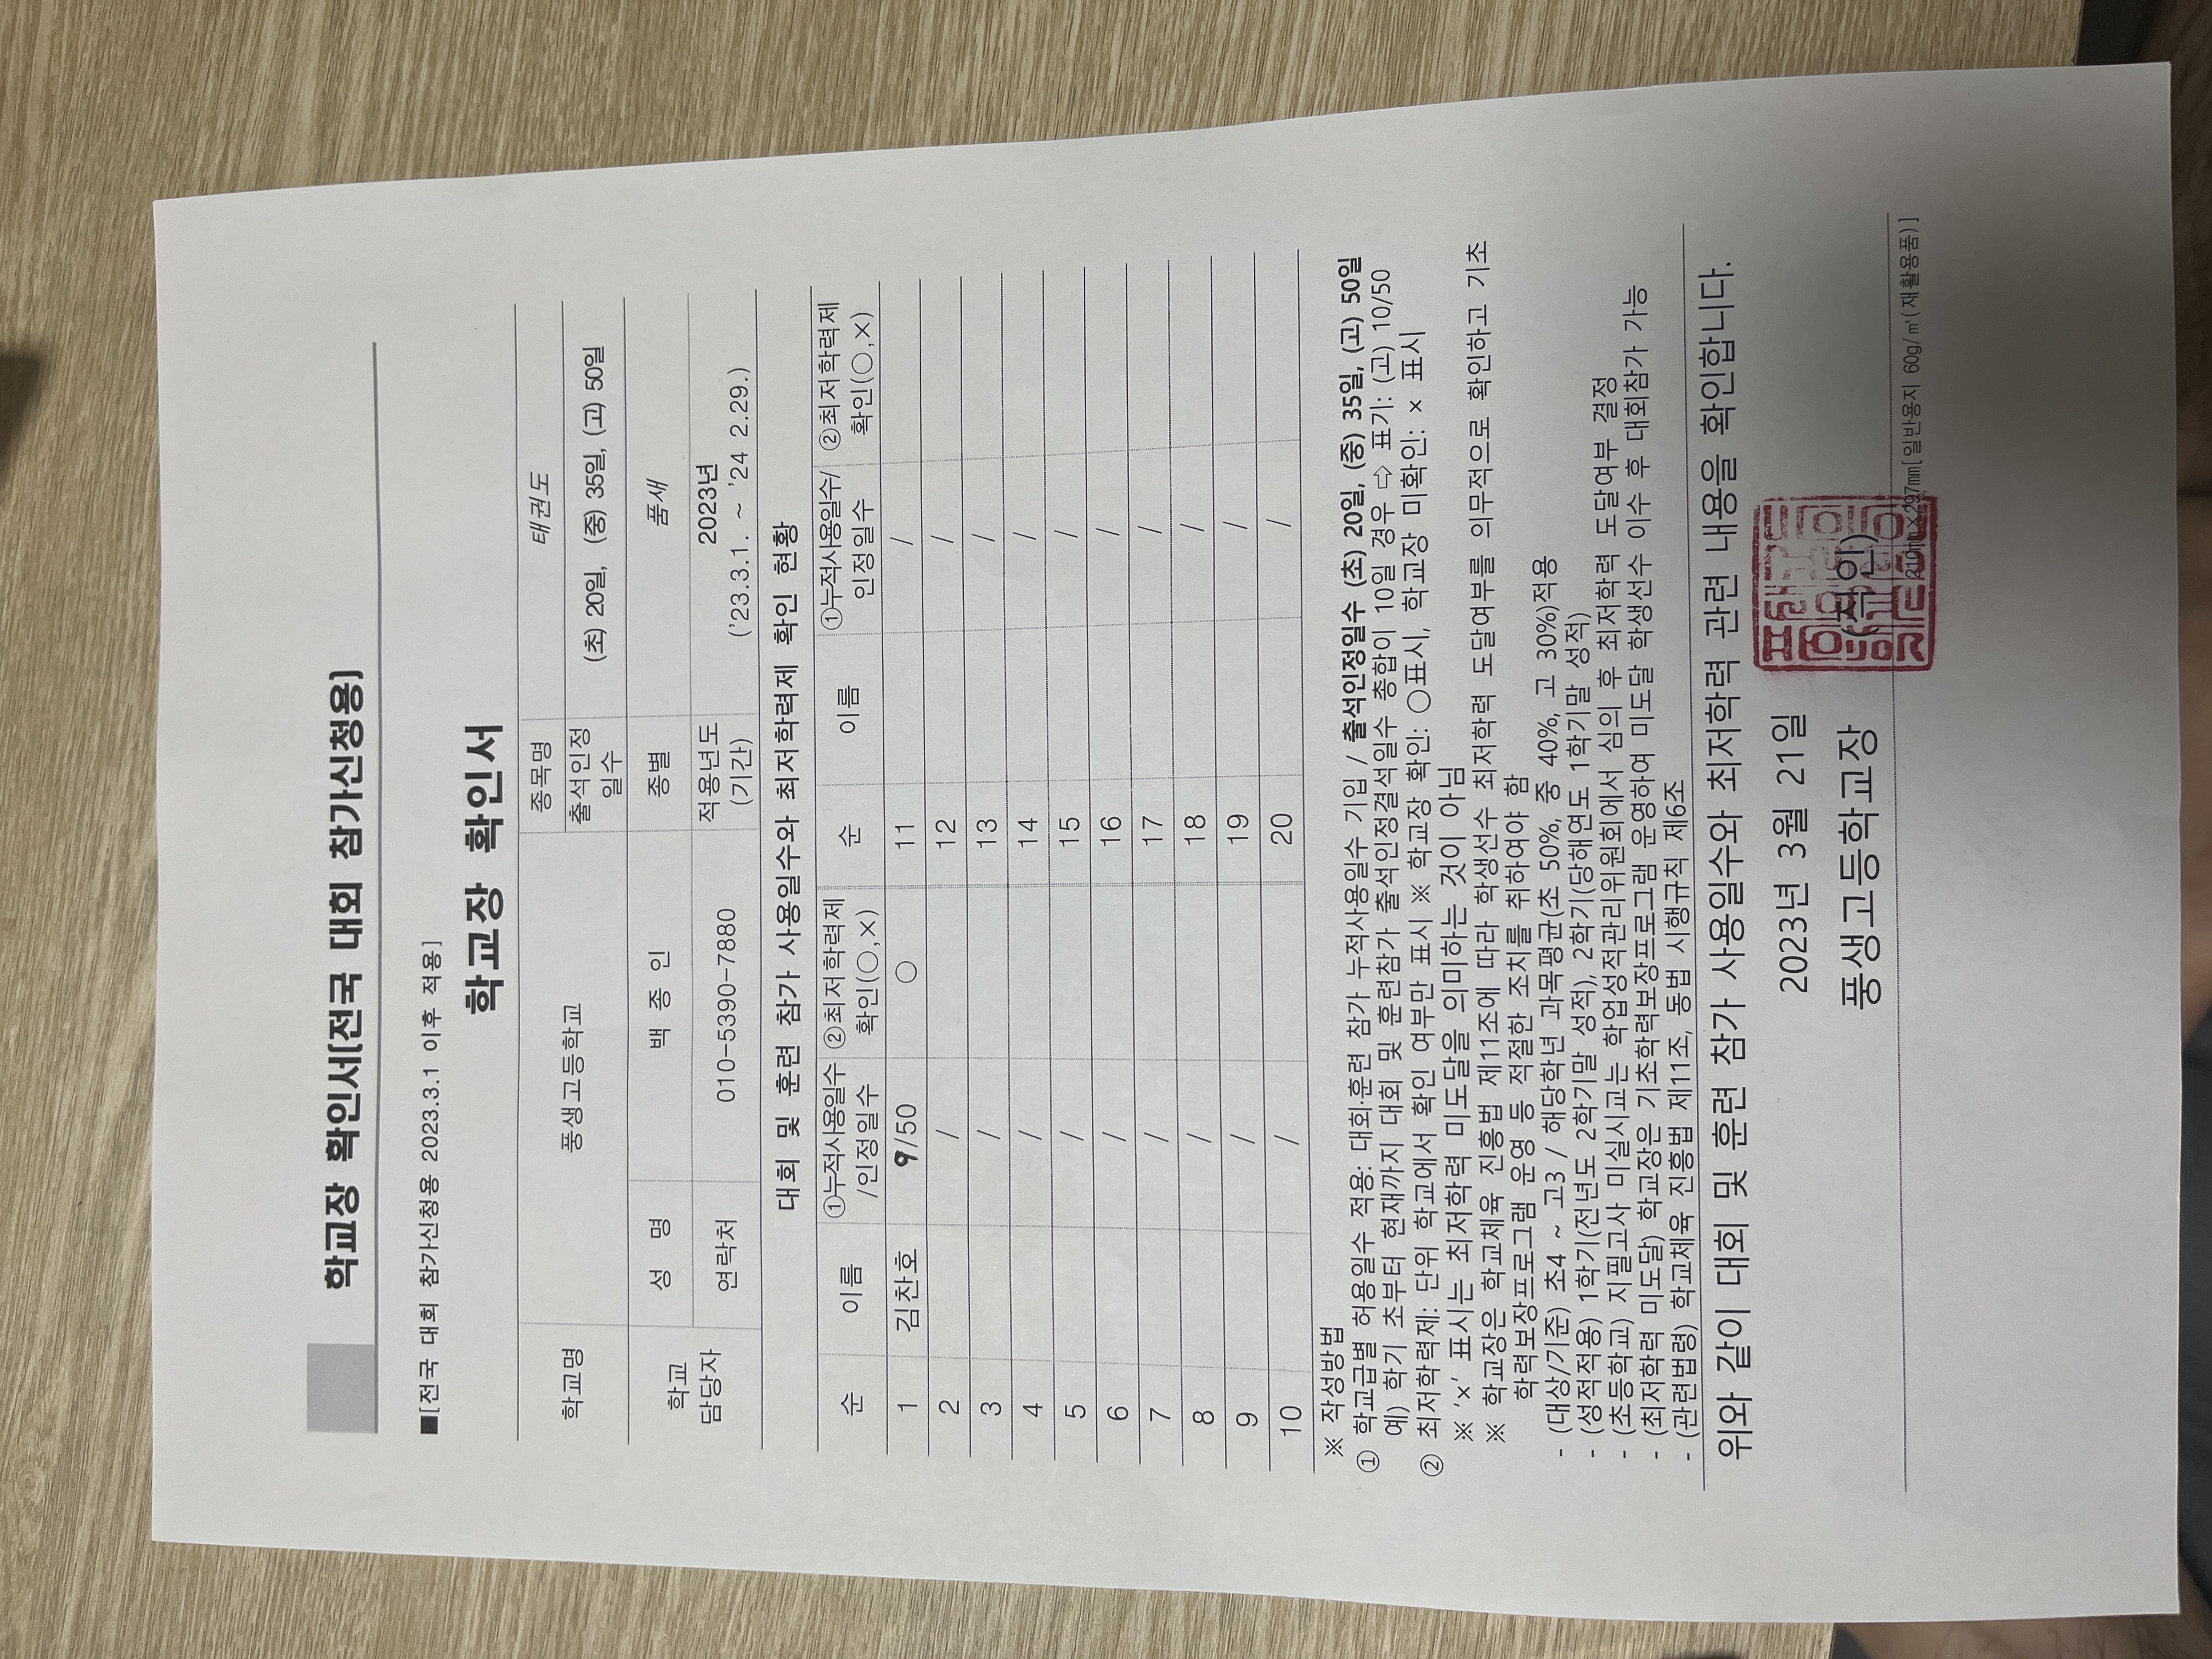 학교장 확인서[전국 대회 참가신청용]
■[전국 대회 참가신청용 2023.3.1 이후 적용]
학교장 확인서
학교명 풍생고등학교 종목명 태권도
출석인정일수 (초) 20일, (중) 35일, (고) 50일
학교담당자 성 명 백 종 인 종별 품새
연락처 010-5390-7880 적용년도(기간) 2023년
('23.3.1. ~ '24 2.29.)
대회 및 훈련 참가 사용일수와 최저학력제 확인 현황
순 이름 ①누적사용일수/인정일수 ②최저학력제 확인(○,×) 순 이름 ①누적사용일수/인정일수 ②최저학력제 확인(○,×)
1 김찬호 9/50 ○ 11 /
2 / 12 /
3 / 13 /
4 / 14 /
5 / 15 /
6 / 16 /
7 / 17 /
8 / 18 /
9 / 19 /
10 / 20 /
※ 작성방법
① 학교급별 허용일수 적용: 대회·훈련 참가 누적사용일수 기입 / 출석인정일수 (초) 20일, (중) 35일, (고) 50일
예) 학기 초부터 현재까지 대회 및 훈련참가 출석인정결석일수 총합이 10일 경우 ⇨ 표기: (고) 10/50
② 최저학력제: 단위 학교에서 확인 여부만 표시 ※ 학교장 확인: ○표시, 학교장 미확인: × 표시
※ '×' 표시는 최저학력 미도달을 의미하는 것이 아님
※ 학교장은 학교체육 진흥법 제11조에 따라 학생선수 최저학력 도달여부를 의무적으로 확인하고 기초
학력보장프로그램 운영 등 적절한 조치를 취하여야 함
- (대상/기준) 초4 ~ 고3 / 해당학년 과목평균(초 50%, 중 40%, 고 30%)적용
- (성적적용) 1학기(전년도 2학기말 성적), 2학기(당해연도 1학기말 성적)
- (초등학교) 지필고사 미실시교는 학업성적관리위원회에서 심의 후 최저학력 도달여부 결정
- (최저학력 미도달) 학교장은 기초학력보장프로그램 운영하여 미도달 학생선수 이수 후 대회참가 가능
- (관련법령) 학교체육 진흥법 제11조, 동법 시행규칙 제6조
위와 같이 대회 및 훈련 참가 사용일수와 최저학력 관련 내용을 확인합니다.
2023년 3월 21일
풍생고등학교장 (직인)
210㎜×297㎜[일반용지 60g/㎡(재활용품)]